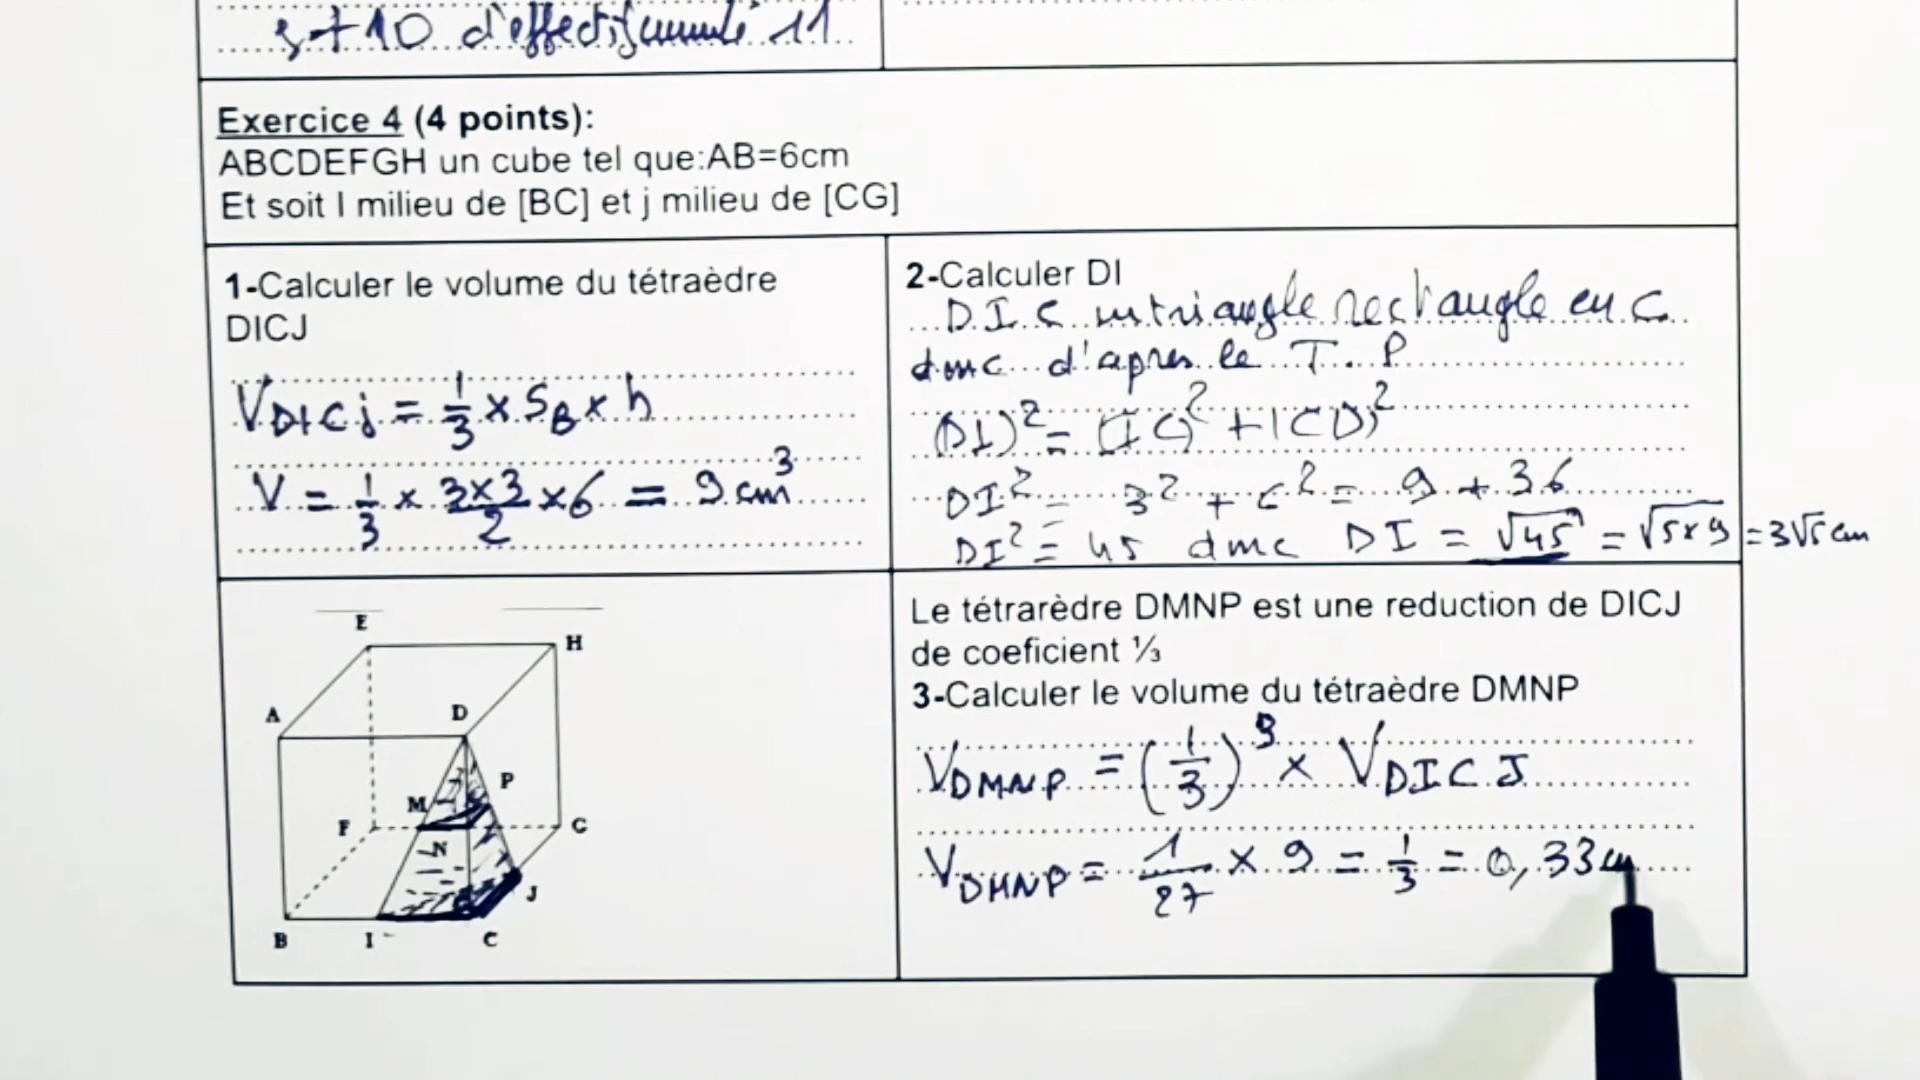 3 + 10 d'effectif cumulé 11
Exercice 4 (4 points):
ABCDEFGH un cube tel que:AB=6cm
Et soit I milieu de [BC] et j milieu de [CG]
1-Calculer le volume du tétraèdre
DICJ
V_DICj = 1/3 × S_B × h
V = 1/3 × 3×3/2 × 6 = 9 cm³
2-Calculer DI
D I C un triangle rectangle en C
donc d'apres le T.P
(DI)² = (IC)² + (CD)²
DI² = 3² + 6² = 9 + 36
DI² = 45 donc DI = √45 = √5×9 = 3√5 cm
E
H
A
D
P
M
F
G
N
J
B
I
C
Le tétrarèdre DMNP est une reduction de DICJ
de coeficient ⅓
3-Calculer le volume du tétraèdre DMNP
V_DMNP = (1/3)³ × V_DICJ
V_DMNP = 1/27 × 9 = 1/3 = 0,33 cm